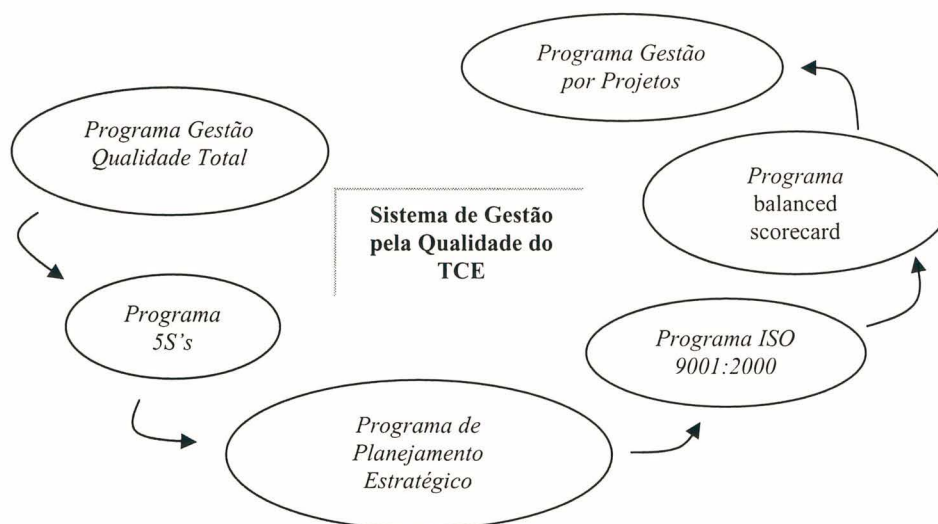 Programa Gestão
Qualidade Total
Programa
5S's
Programa de
Planejamento
Estratégico
Programa ISO
9001:2000
Programa
balanced
scorecard
Programa Gestão
por Projetos
Sistema de Gestão
pela Qualidade do
TCE